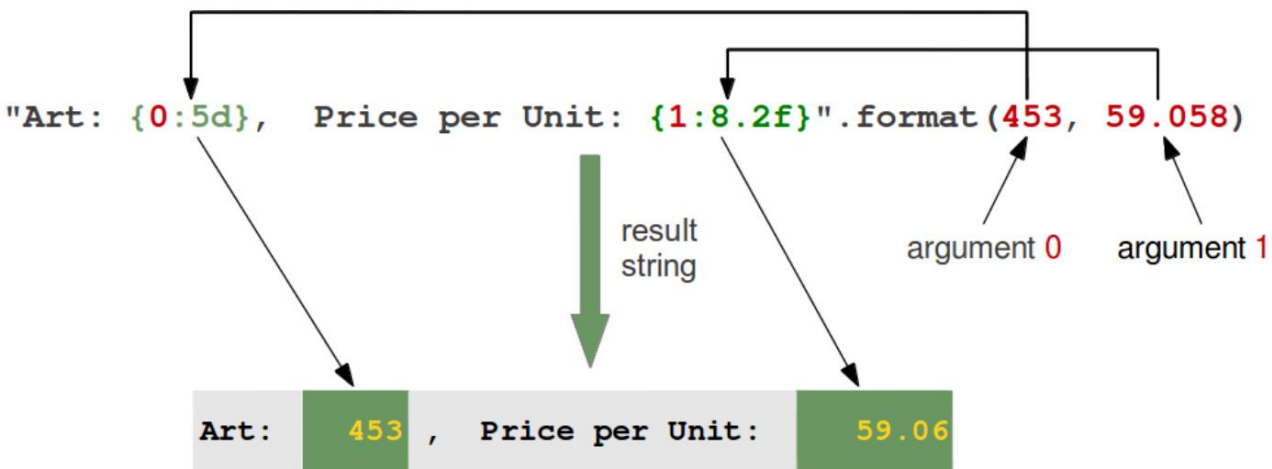 "Art: {0:5d},  Price per Unit: {1:8.2f}".format(453, 59.058)
result
string
argument 0
argument 1
Art:    453 ,  Price per Unit:    59.06